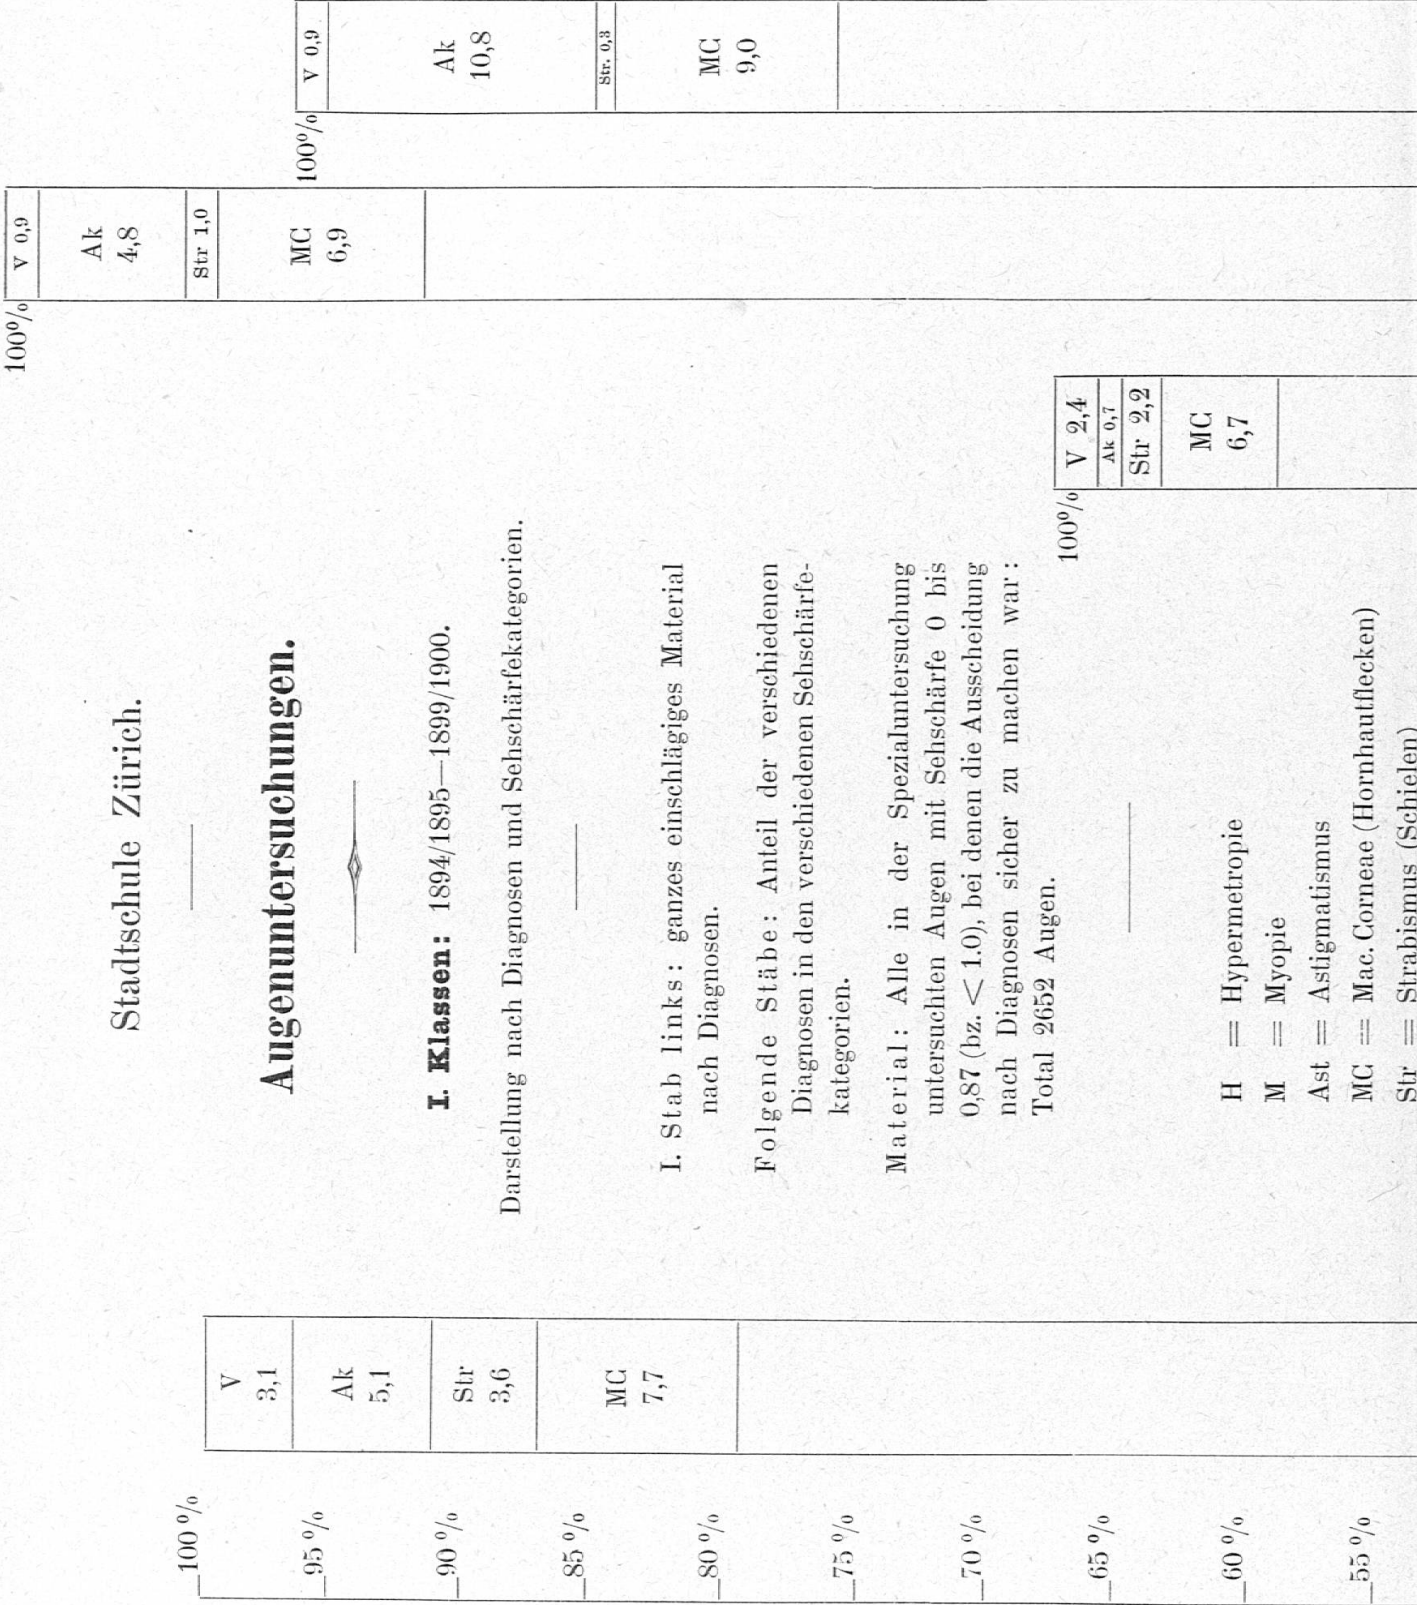 Stadtschule Zürich.
Augenuntersuchungen.
I. Klassen: 1894/1895—1899/1900.
Darstellung nach Diagnosen und Sehschärfekategorien.
I. Stab links: ganzes einschlägiges Material
nach Diagnosen.
Folgende Stäbe: Anteil der verschiedenen
Diagnosen in den verschiedenen Sehschärfe-
kategorien.
Material: Alle in der Spezialuntersuchung
untersuchten Augen mit Sehschärfe 0 bis
0,87 (bz. < 1.0), bei denen die Ausscheidung
nach Diagnosen sicher zu machen war:
Total 2652 Augen.
H = Hypermetropie
M = Myopie
Ast = Astigmatismus
MC = Mac. Corneae (Hornhautflecken)
Str = Strabismus (Schielen)
100 %
95 %
90 %
85 %
80 %
75 %
70 %
65 %
60 %
55 %
V
3,1
Ak
5,1
Str
3,6
MC
7,7
100%
V 2,4
Ak 0,7
Str 2,2
MC
6,7
100%
V 0,9
Ak
4,8
Str 1,0
MC
6,9
100%
V 0,9
Ak
10,8
Str. 0,3
MC
9,0